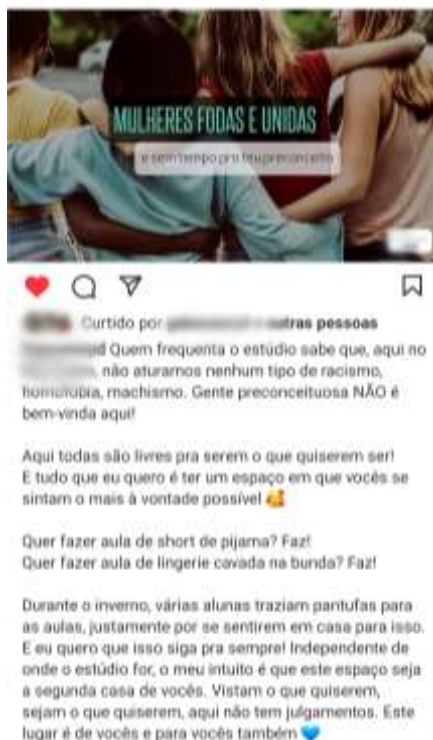 MULHERES FODAS E UNIDAS
e sem tempo pro teu preconceito
Curtido por outras pessoas
Quem frequenta o estúdio sabe que, aqui no
, não aturamos nenhum tipo de racismo,
homofobia, machismo. Gente preconceituosa NÃO é
bem-vinda aqui!
Aqui todas são livres pra serem o que quiserem ser!
E tudo que eu quero é ter um espaço em que vocês se
sintam o mais à vontade possível 🥰
Quer fazer aula de short de pijama? Faz!
Quer fazer aula de lingerie cavada na bunda? Faz!
Durante o inverno, várias alunas traziam pantufas para
as aulas, justamente por se sentirem em casa para isso.
E eu quero que isso siga pra sempre! Independente de
onde o estúdio for, o meu intuito é que este espaço seja
a segunda casa de vocês. Vistam o que quiserem,
sejam o que quiserem, aqui não tem julgamentos. Este
lugar é de vocês e para vocês também 💙